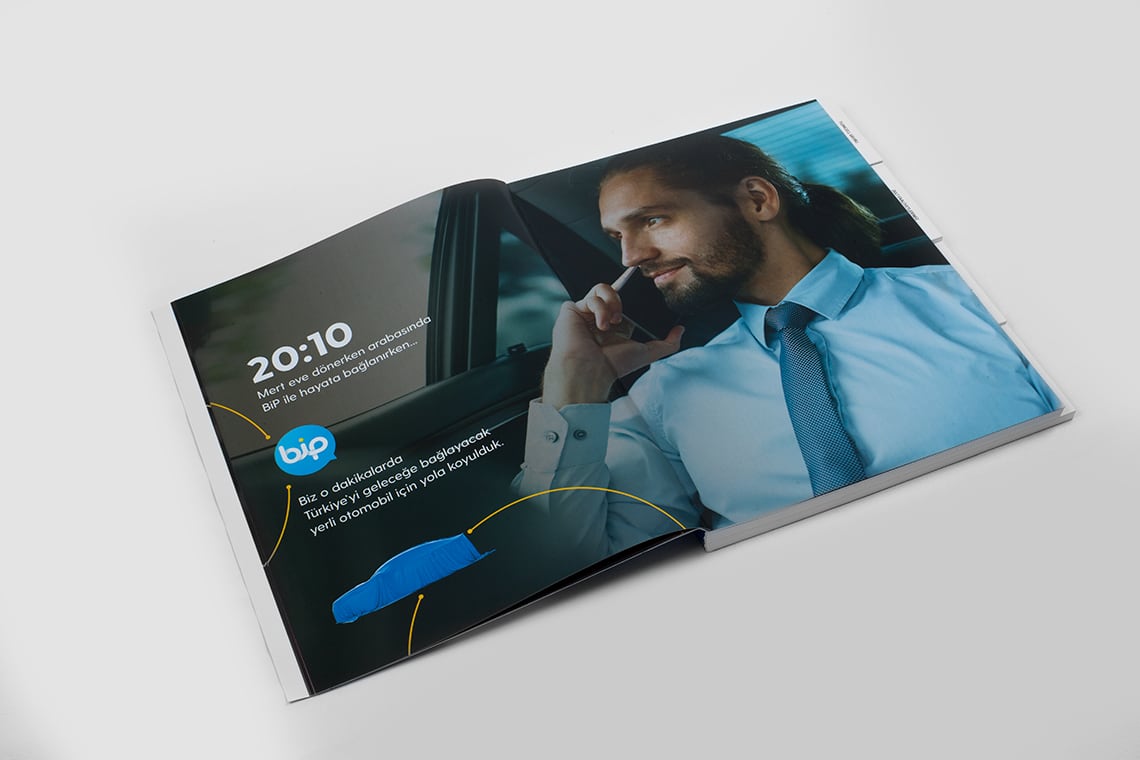 20:10
Mert eve dönerken arabasında
BiP ile hayata bağlanırken...
bip
Biz o dakikalarda
Türkiye'yi geleceğe bağlayacak
yerli otomobil için yola koyulduk.